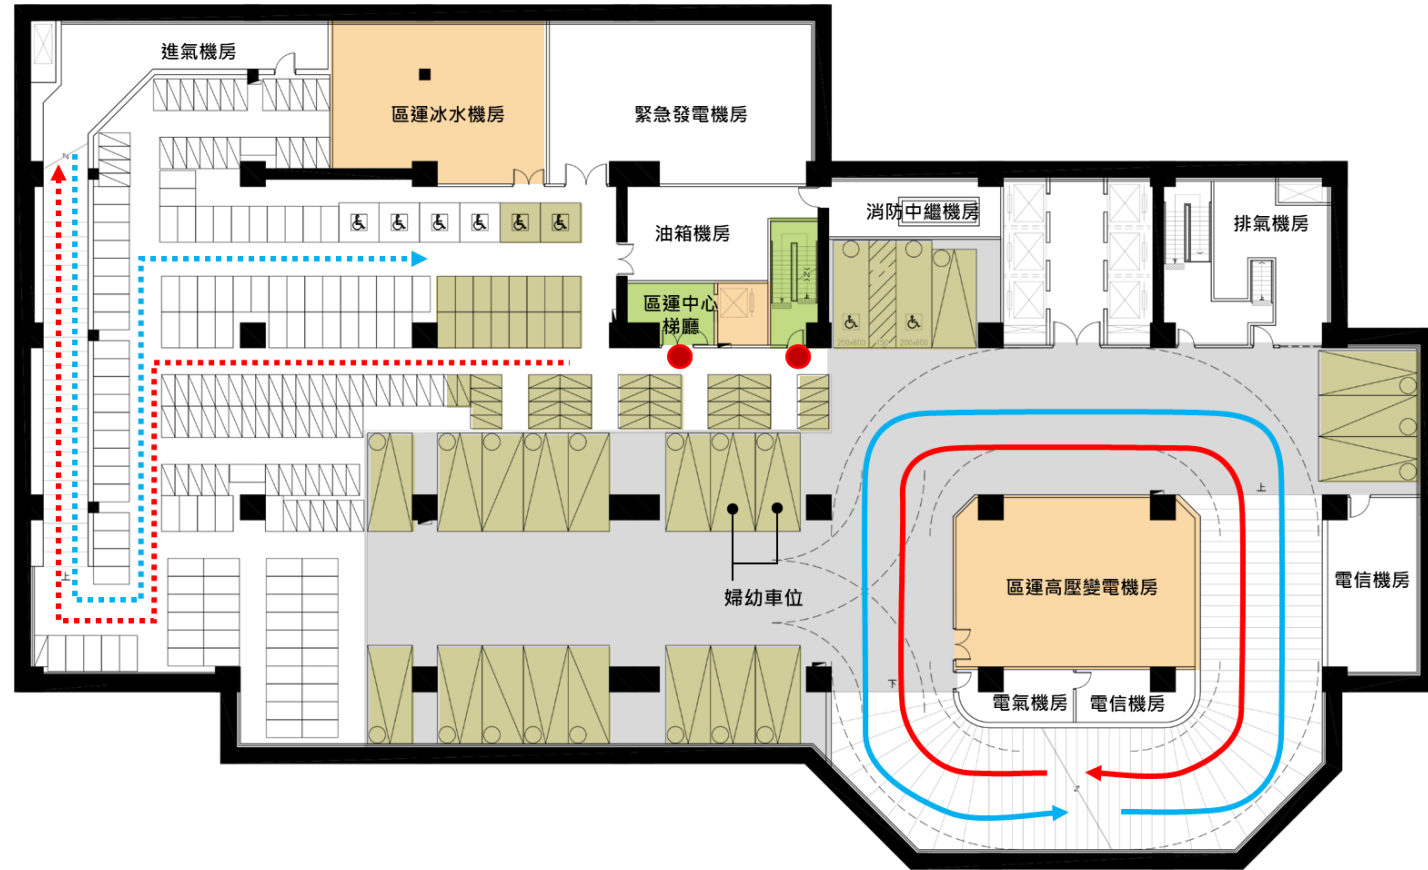 進氣機房
區運冰水機房
緊急發電機房
消防中繼機房
排氣機房
油箱機房
區運中心
梯廳
上
上
下
區運高壓變電機房
電信機房
婦幼車位
電氣機房
電信機房